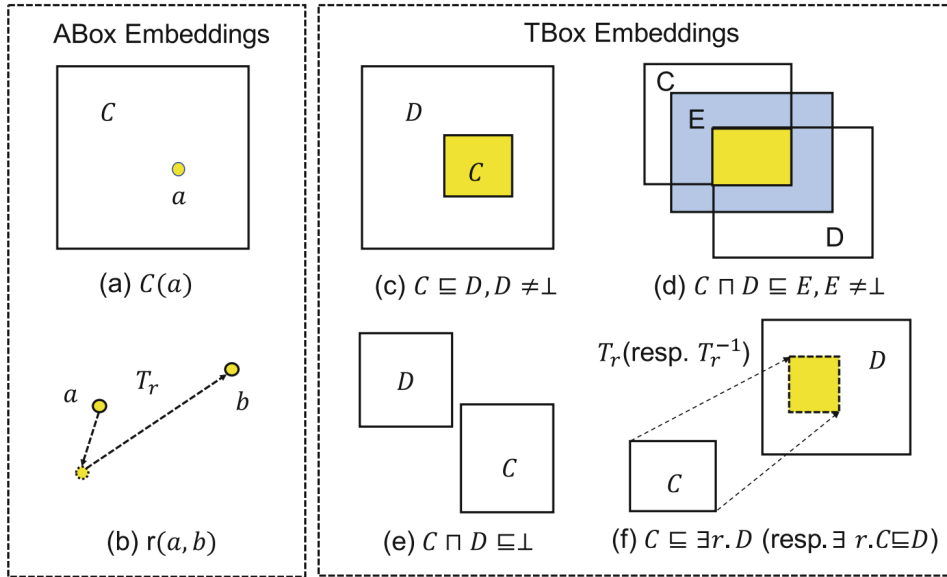 ABox Embeddings
C
a
(a) C(a)
a
T_r
b
(b) r(a, b)
TBox Embeddings
D
C
(c) C ⊑ D, D ≠⊥
C
E
D
(d) C ⊓ D ⊑ E, E ≠⊥
D
C
(e) C ⊓ D ⊑⊥
T_r(resp. T_r^{-1})
D
C
(f) C ⊑ ∃r. D (resp. ∃ r. C⊑D)